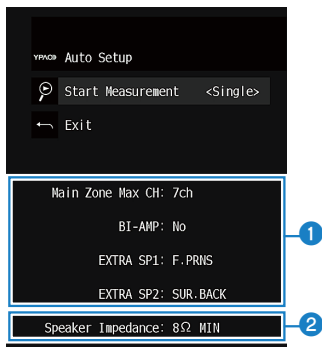 YPAO Auto Setup
Start Measurement <Single>
Exit
Main Zone Max CH: 7ch
1
BI-AMP: No
EXTRA SP1: F.PRNS
EXTRA SP2: SUR.BACK
Speaker Impedance: 8Ω MIN
2